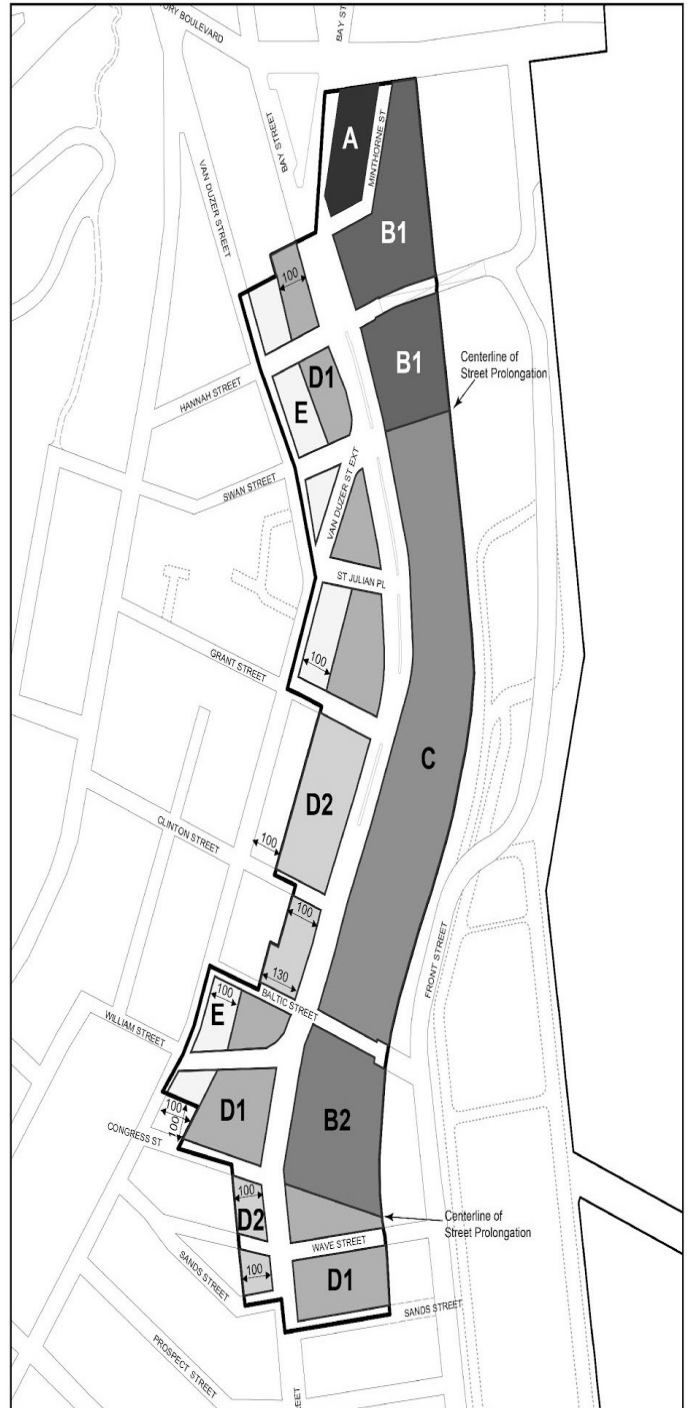 ORY BOULEVARD
BAY ST
BAY STREET
VAN DUZER STREET
A
MINTHORNE ST
B1
100
B1
Centerline of
Street Prolongation
D1
E
HANNAH STREET
SWAN STREET
VAN DUZER ST EXT
ST JULIAN PL
GRANT STREET
100
C
D2
CLINTON STREET
100
100
130
BALTIC STREET
FRONT STREET
100
E
WILLIAM STREET
100
100
D1
B2
CONGRESS ST
100
D2
Centerline of
Street Prolongation
WAVE STREET
100
D1
SANDS STREET
SANDS STREET
PROSPECT STREET
STREET